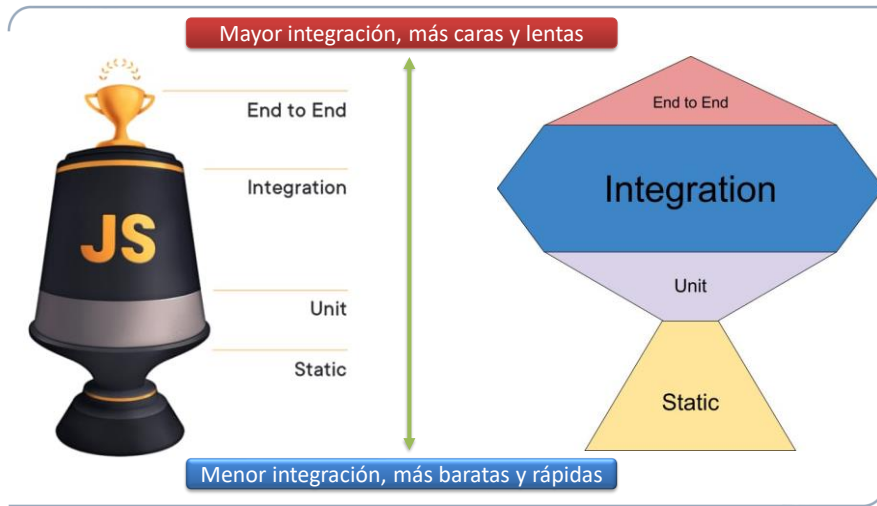 Mayor integración, más caras y lentas
End to End
Integration
JS
Unit
Static
End to End
Integration
Unit
Static
Menor integración, más baratas y rápidas